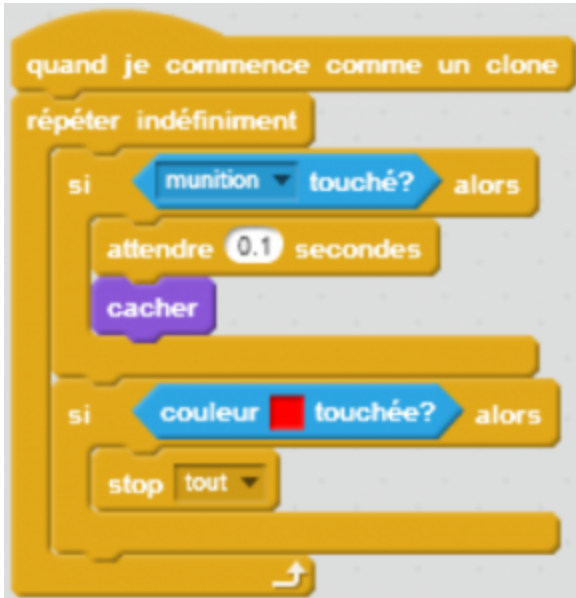 quand je commence comme un clone
répéter indéfiniment
si munition touché? alors
attendre 0.1 secondes
cacher
si couleur touchée? alors
stop tout